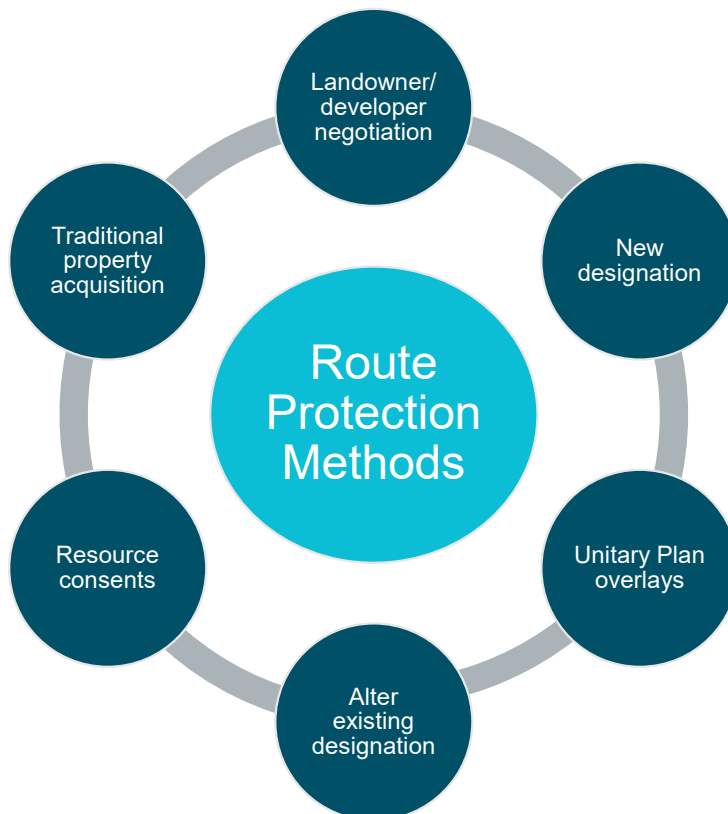 Landowner/
developer
negotiation
New
designation
Unitary Plan
overlays
Alter
existing
designation
Resource
consents
Traditional
property
acquisition
Route
Protection
Methods